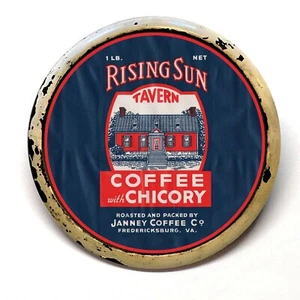 1 LB. NET
RISING SUN
TAVERN
COFFEE
with CHICORY
ROASTED AND PACKED BY
JANNEY COFFEE Co
FREDERICKSBURG, VA.